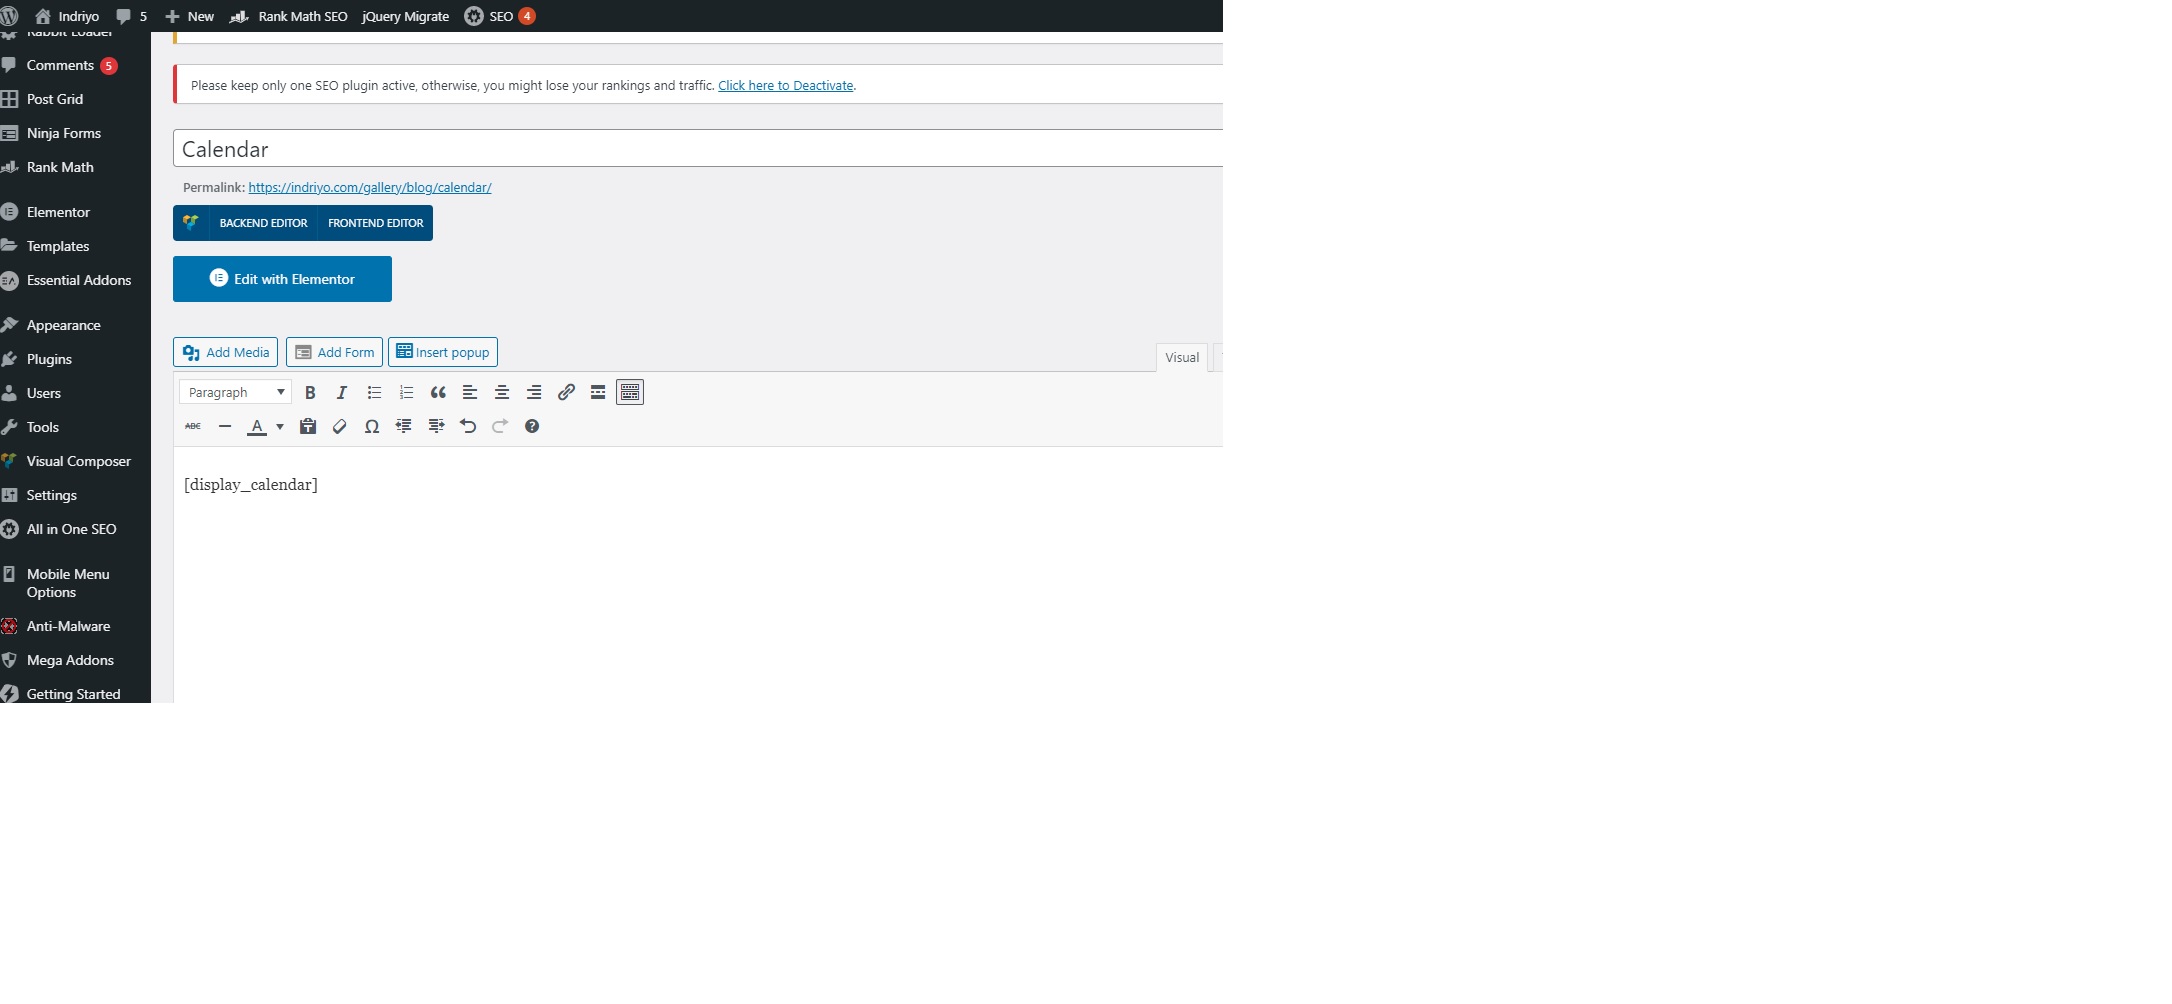 Indriyo 5 New Rank Math SEO jQuery Migrate SEO 4
Rabbit Loader
Comments 5
Post Grid
Ninja Forms
Rank Math
Elementor
Templates
Essential Addons
Appearance
Plugins
Users
Tools
Visual Composer
Settings
All in One SEO
Mobile Menu
Options
Anti-Malware
Mega Addons
Getting Started
Please keep only one SEO plugin active, otherwise, you might lose your rankings and traffic. Click here to Deactivate.
Calendar
Permalink: https://indriyo.com/gallery/blog/calendar/
BACKEND EDITOR FRONTEND EDITOR
Edit with Elementor
Add Media Add Form Insert popup
Visual
Paragraph
[display_calendar]